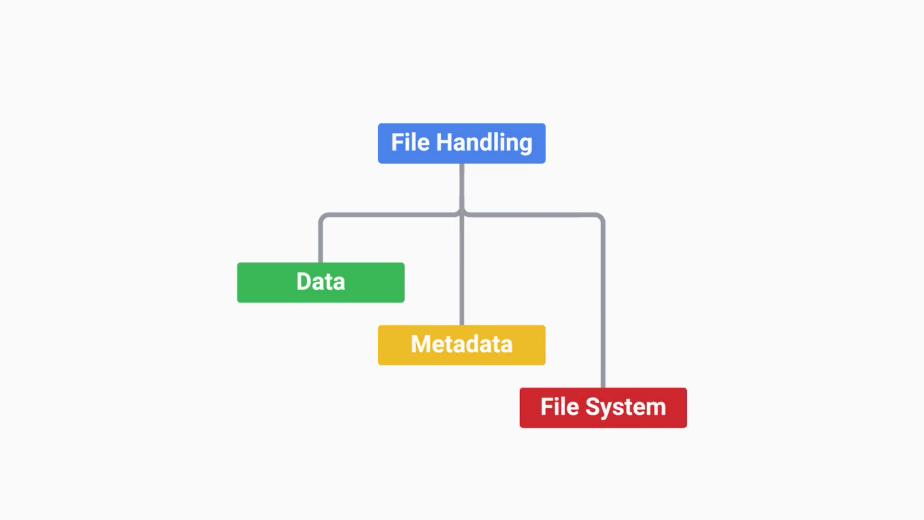 File Handling
Data
Metadata
File System